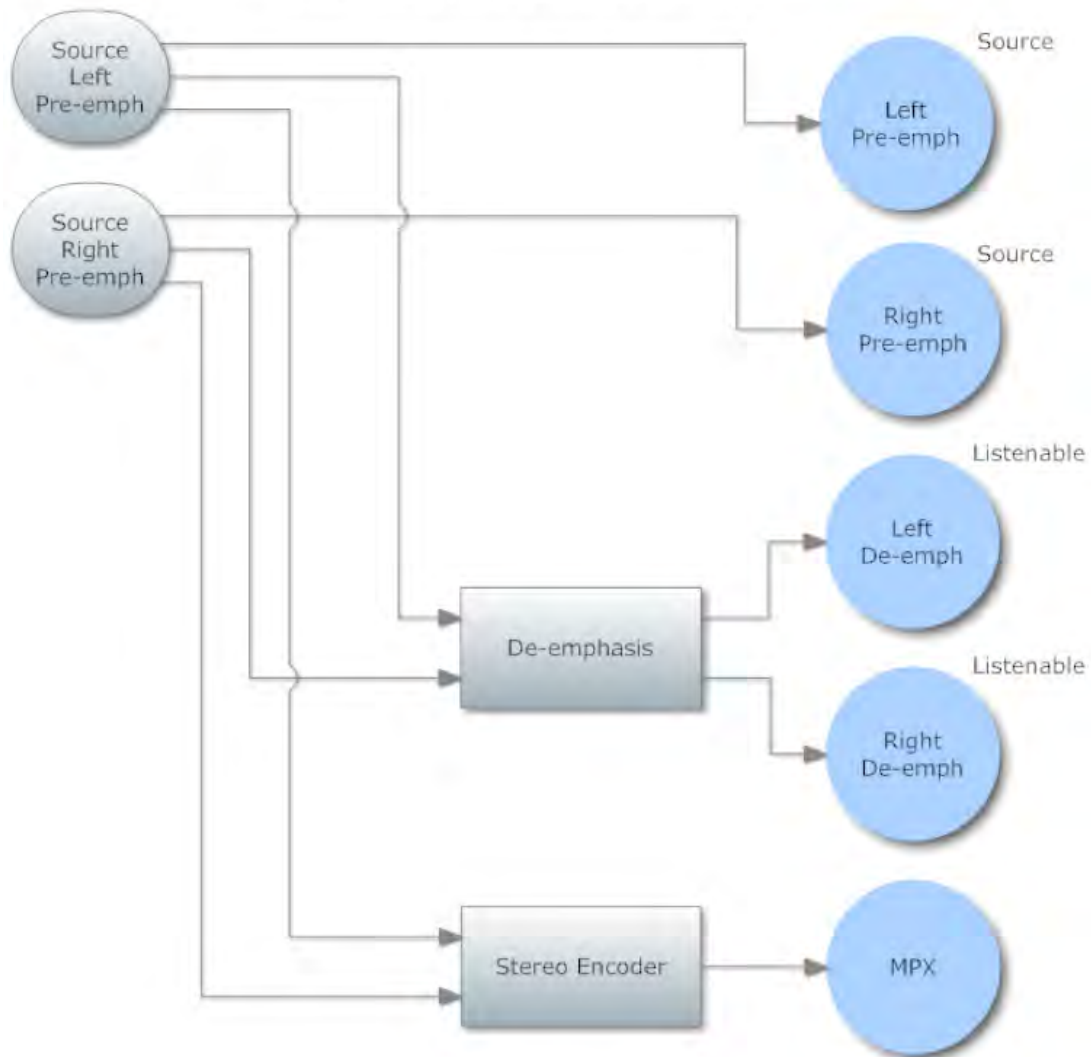 Source
Left
Pre-emph
Source
Left
Pre-emph
Source
Right
Pre-emph
Source
Right
Pre-emph
Listenable
Left
De-emph
De-emphasis
Listenable
Right
De-emph
Stereo Encoder
MPX